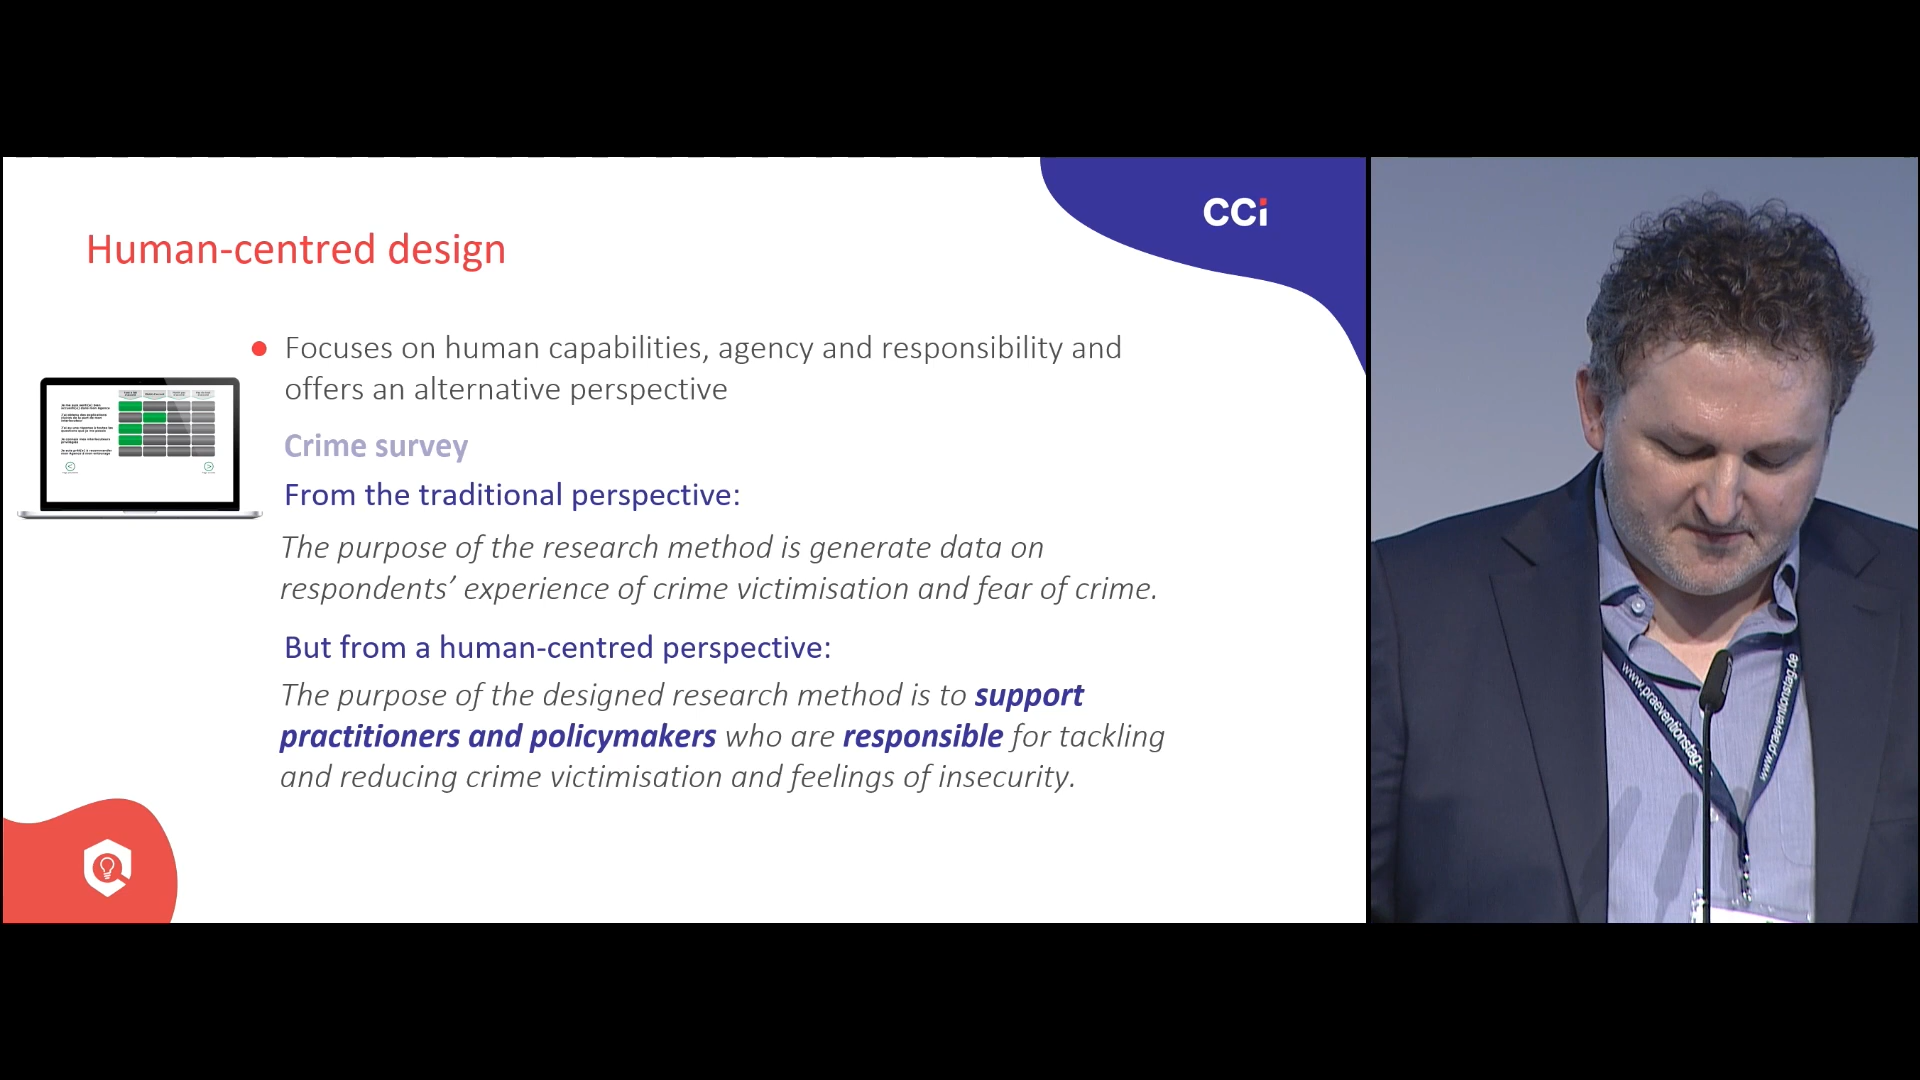 CCi
Human-centred design
Focuses on human capabilities, agency and responsibility and
offers an alternative perspective
Crime survey
From the traditional perspective:
The purpose of the research method is generate data on
respondents’ experience of crime victimisation and fear of crime.
But from a human-centred perspective:
The purpose of the designed research method is to support
practitioners and policymakers who are responsible for tackling
and reducing crime victimisation and feelings of insecurity.
www.praeventionstag.de
www.praeventionstag.de